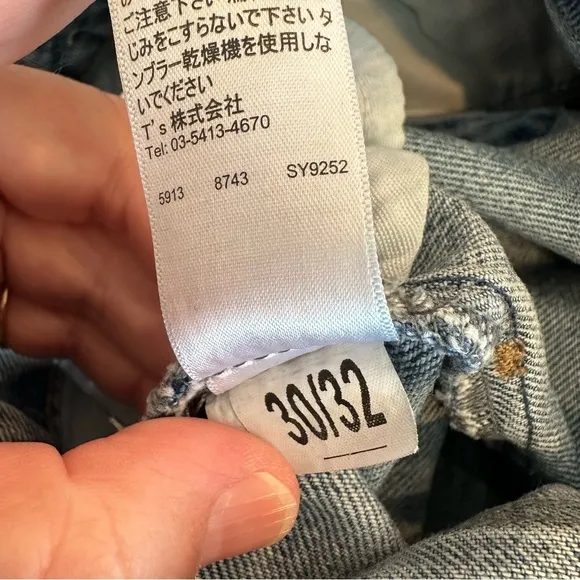 ご注意下さい
じみをこすらないで下さい タ
ンブラー乾燥機を使用しな
いでください
T's 株式会社
Tel: 03-5413-4670
5913 8743 SY9252
30/32